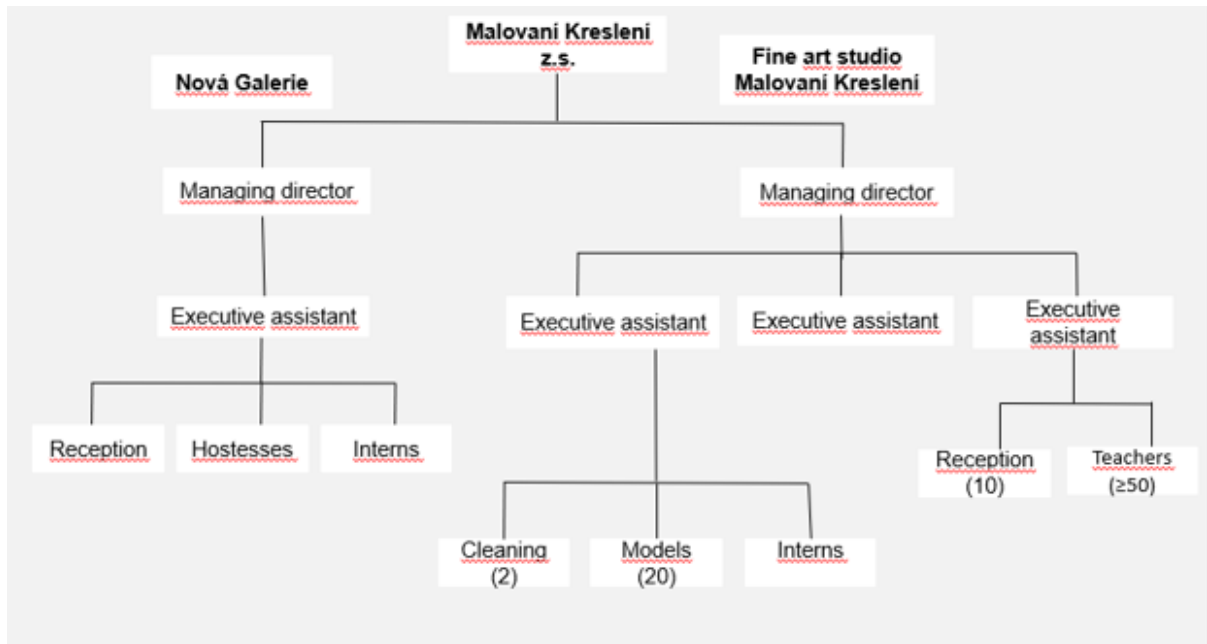 Malovaní Kreslení
z.s.
Nová Galerie
Fine art studio
Malovaní Kreslení
Managing director
Managing director
Executive assistant
Executive assistant
Executive assistant
Executive
assistant
Reception
Hostesses
Interns
Reception
(10)
Teachers
(≥50)
Cleaning
(2)
Models
(20)
Interns